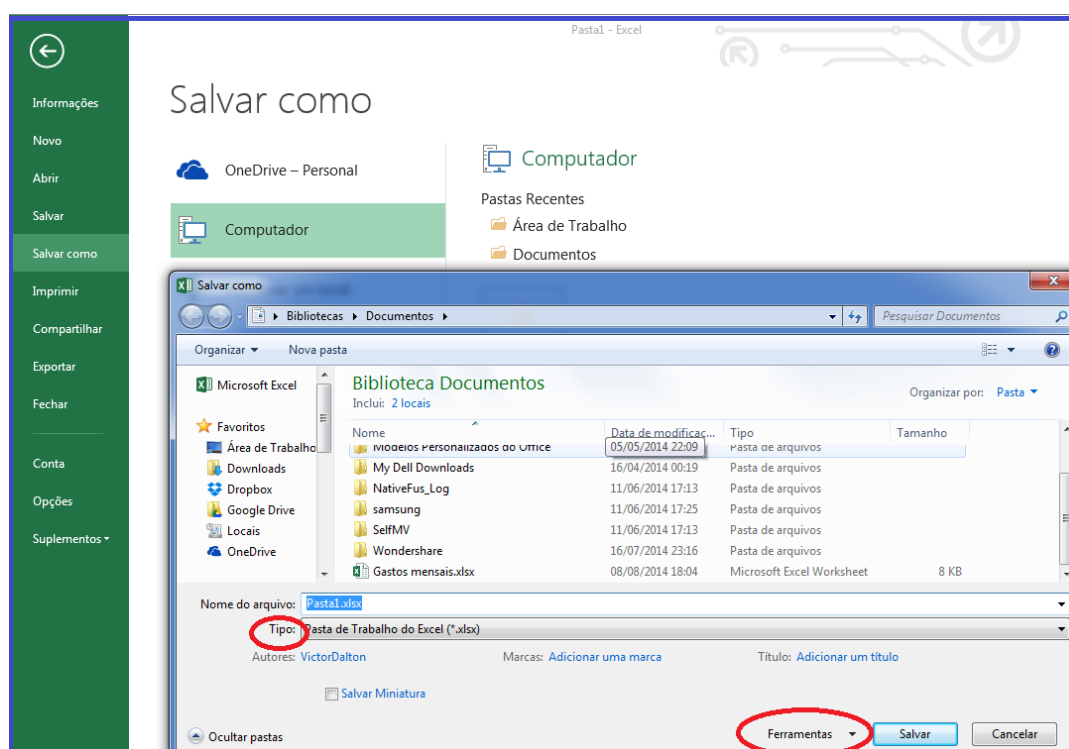 Pasta1 - Excel
Informações
Novo
Abrir
Salvar
Salvar como
Imprimir
Compartilhar
Exportar
Fechar
Conta
Opções
Suplementos
Salvar como
OneDrive – Personal
Computador
Computador
Pastas Recentes
Área de Trabalho
Documentos
Salvar como
Bibliotecas Documentos
Pesquisar Documentos
Organizar Nova pasta
Microsoft Excel
Favoritos
Área de Trabalho
Downloads
Dropbox
Google Drive
Locais
OneDrive
Biblioteca Documentos
Inclui: 2 locais
Organizar por: Pasta
Nome Data de modificaç... Tipo Tamanho
Modelos Personalizados do Office 05/05/2014 22:09 Pasta de arquivos
My Dell Downloads 16/04/2014 00:19 Pasta de arquivos
NativeFus_Log 11/06/2014 17:13 Pasta de arquivos
samsung 11/06/2014 17:25 Pasta de arquivos
SelfMV 11/06/2014 17:13 Pasta de arquivos
Wondershare 16/07/2014 23:16 Pasta de arquivos
Gastos mensais.xlsx 08/08/2014 18:04 Microsoft Excel Worksheet 8 KB
Nome do arquivo: Pasta1.xlsx
Tipo: Pasta de Trabalho do Excel (*.xlsx)
Autores: VictorDalton Marcas: Adicionar uma marca Título: Adicionar um título
Salvar Miniatura
Ocultar pastas Ferramentas Salvar Cancelar